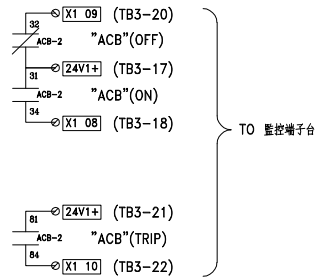 32 X1 09 (TB3-20)
ACB-2 "ACB"(OFF)
31 24V1+ (TB3-17)
ACB-2 "ACB"(ON)
34 X1 08 (TB3-18)
TO 監控端子台
81 24V1+ (TB3-21)
ACB-2 "ACB"(TRIP)
84 X1 10 (TB3-22)